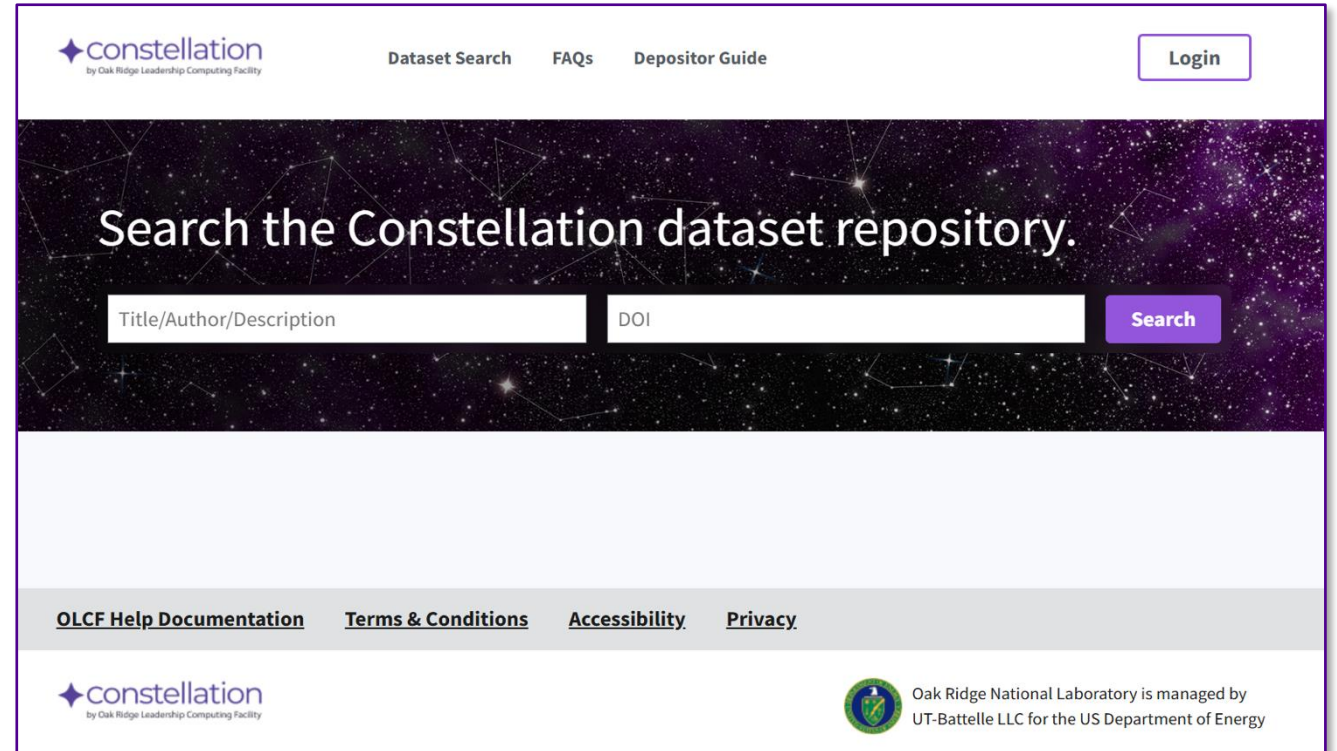 constellation
by Oak Ridge Leadership Computing Facility
Dataset Search FAQs Depositor Guide Login
Search the Constellation dataset repository.
Title/Author/Description DOI Search
OLCF Help Documentation Terms & Conditions Accessibility Privacy
constellation
by Oak Ridge Leadership Computing Facility
Oak Ridge National Laboratory is managed by
UT-Battelle LLC for the US Department of Energy